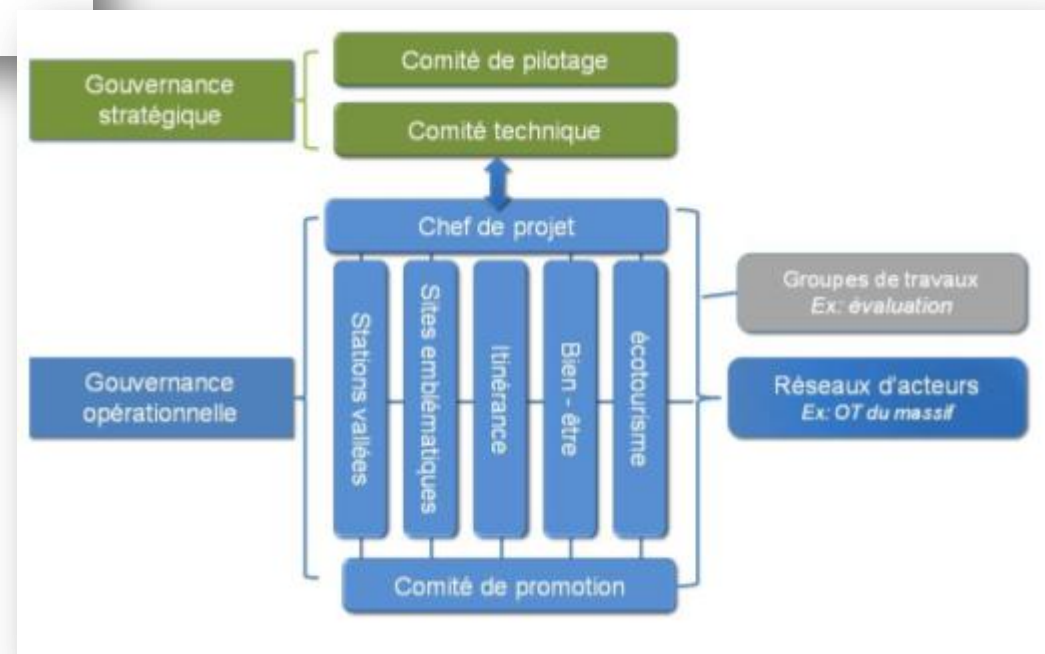 Gouvernance
stratégique
Comité de pilotage
Comité technique
Gouvernance
opérationnelle
Chef de projet
Stations vallées
Sites emblématiques
Itinérance
Bien - être
écotourisme
Comité de promotion
Groupes de travaux
Ex: évaluation
Réseaux d'acteurs
Ex: OT du massif